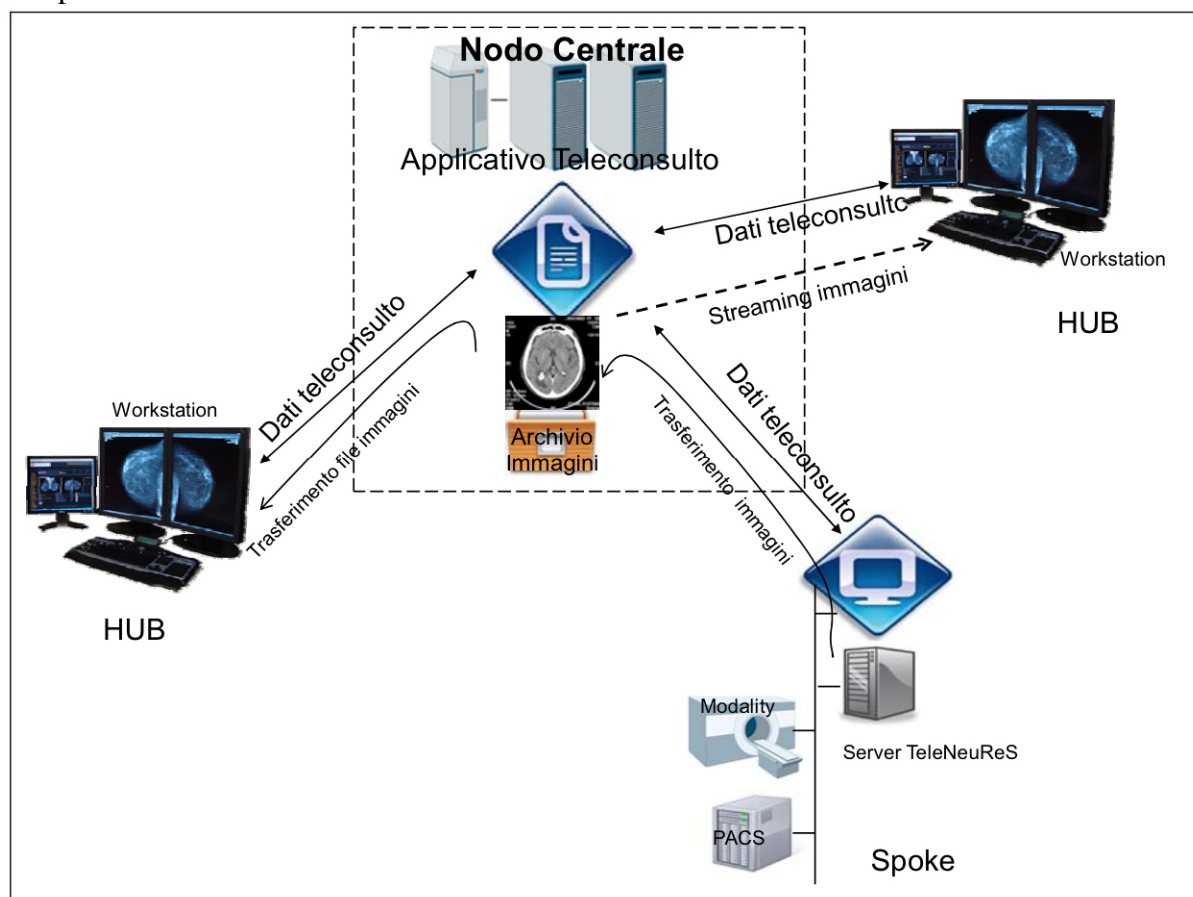 Nodo Centrale
Applicativo Teleconsulto
Dati teleconsulto
Streaming immagini
Workstation
HUB
Dati teleconsulto
Trasferimento file immagini
Workstation
HUB
Archivio
Immagini
Dati teleconsulto
Trasferimento immagini
Modality
Server TeleNeuReS
PACS
Spoke